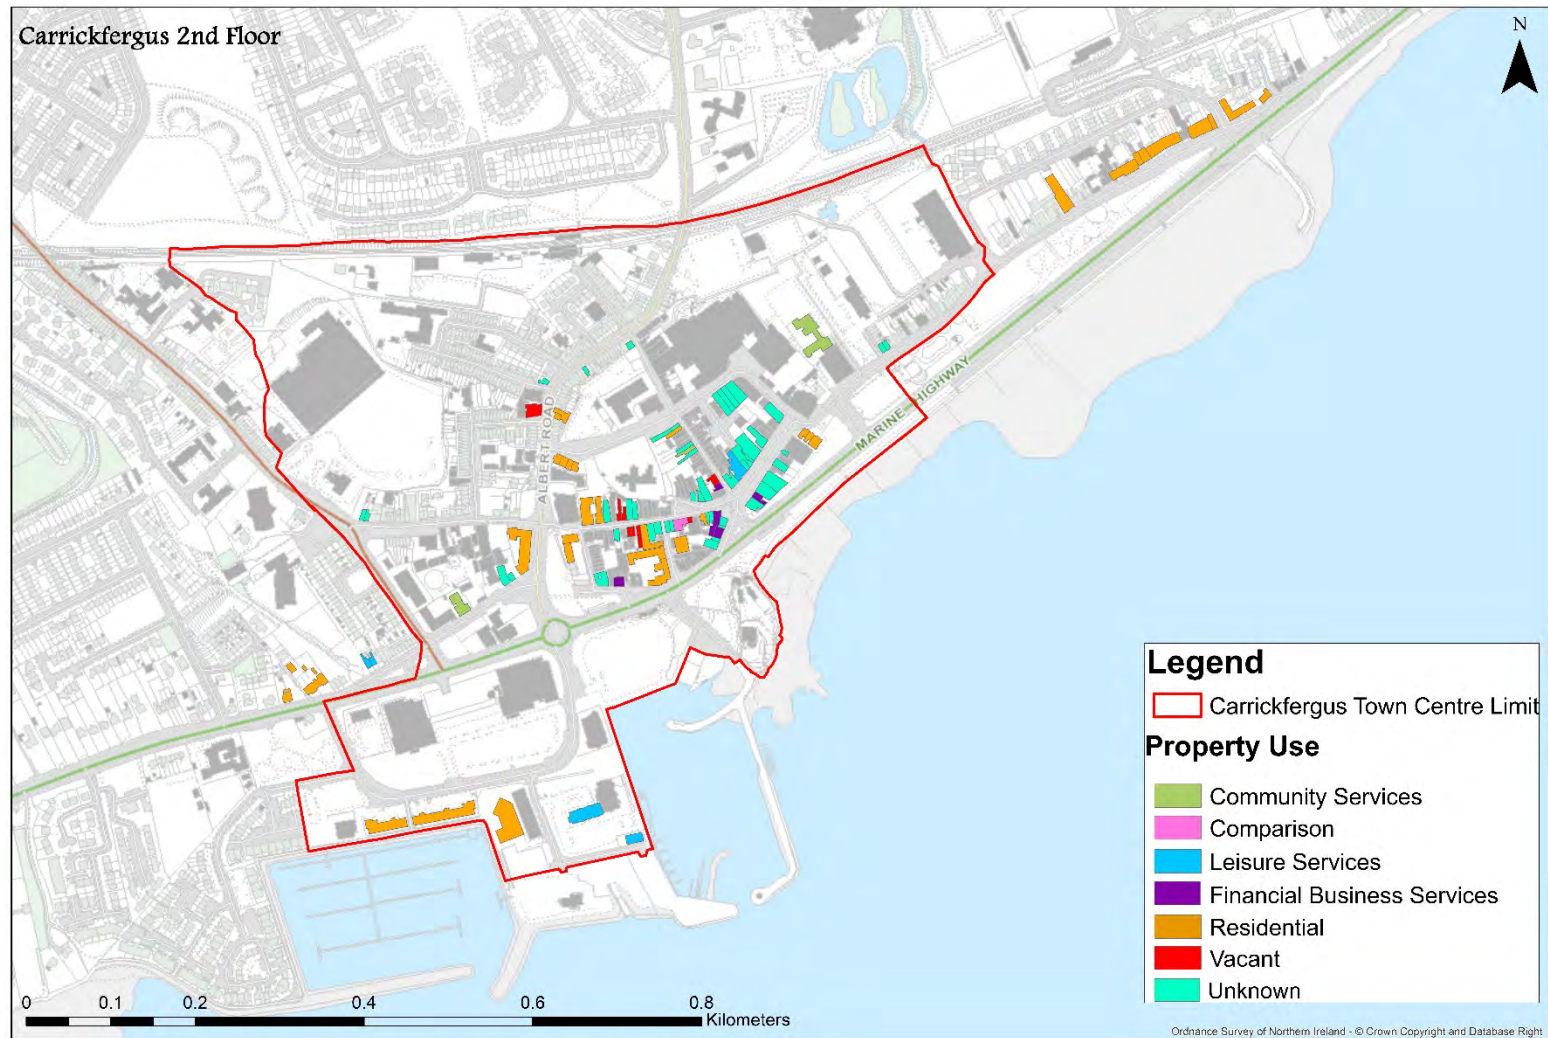 Carrickfergus 2nd Floor
N
ALBERT ROAD
MARINE HIGHWAY
Legend
Carrickfergus Town Centre Limit
Property Use
Community Services
Comparison
Leisure Services
Financial Business Services
Residential
Vacant
Unknown
0 0.1 0.2 0.4 0.6 0.8
Kilometers
Ordnance Survey of Northern Ireland - © Crown Copyright and Database Right